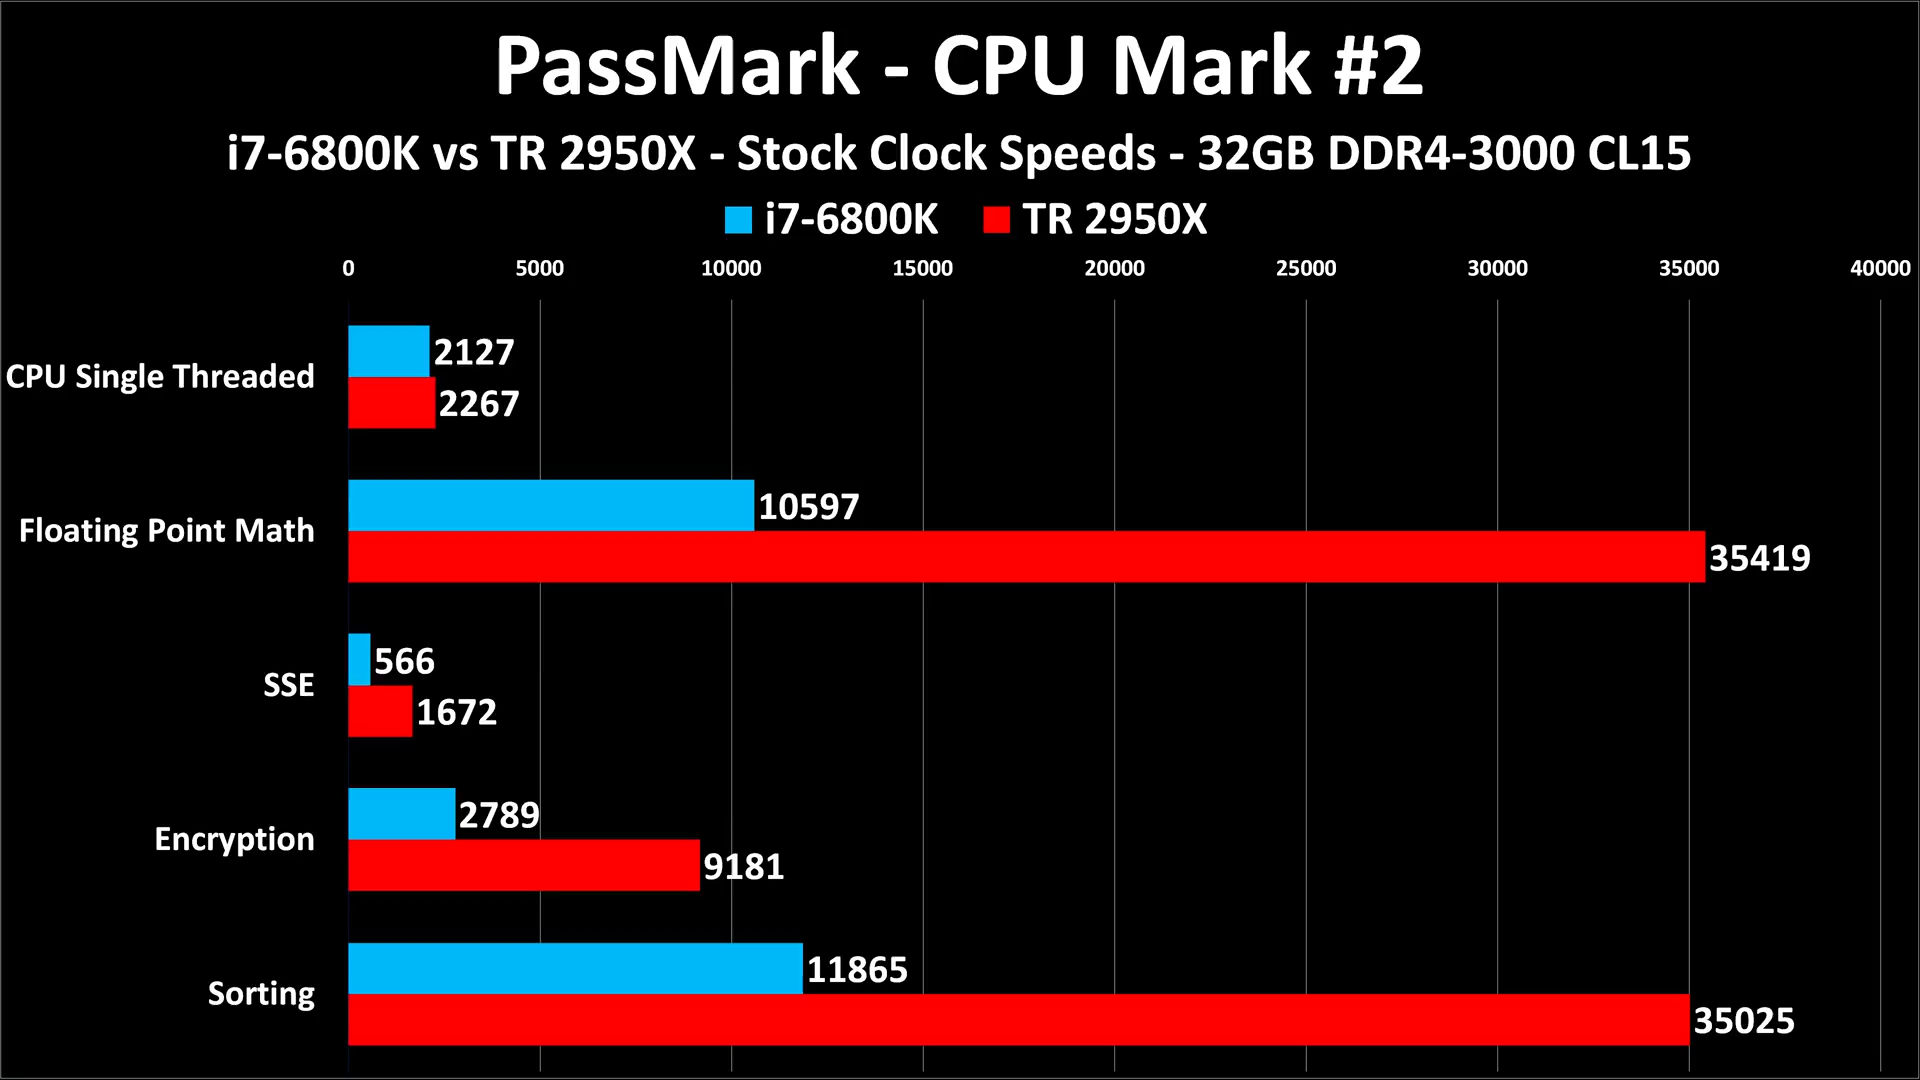 PassMark - CPU Mark #2
i7-6800K vs TR 2950X - Stock Clock Speeds - 32GB DDR4-3000 CL15
i7-6800K TR 2950X
0 5000 10000 15000 20000 25000 30000 35000 40000
CPU Single Threaded
2127
2267
Floating Point Math
10597
35419
SSE
566
1672
Encryption
2789
9181
Sorting
11865
35025